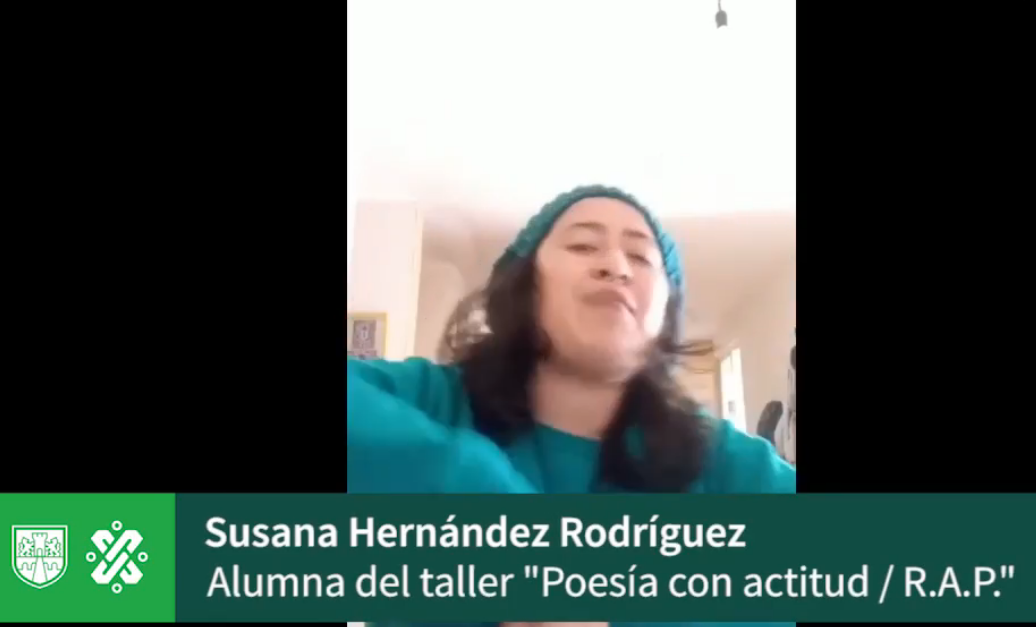 Susana Hernández Rodríguez
Alumna del taller "Poesía con actitud / R.A.P."